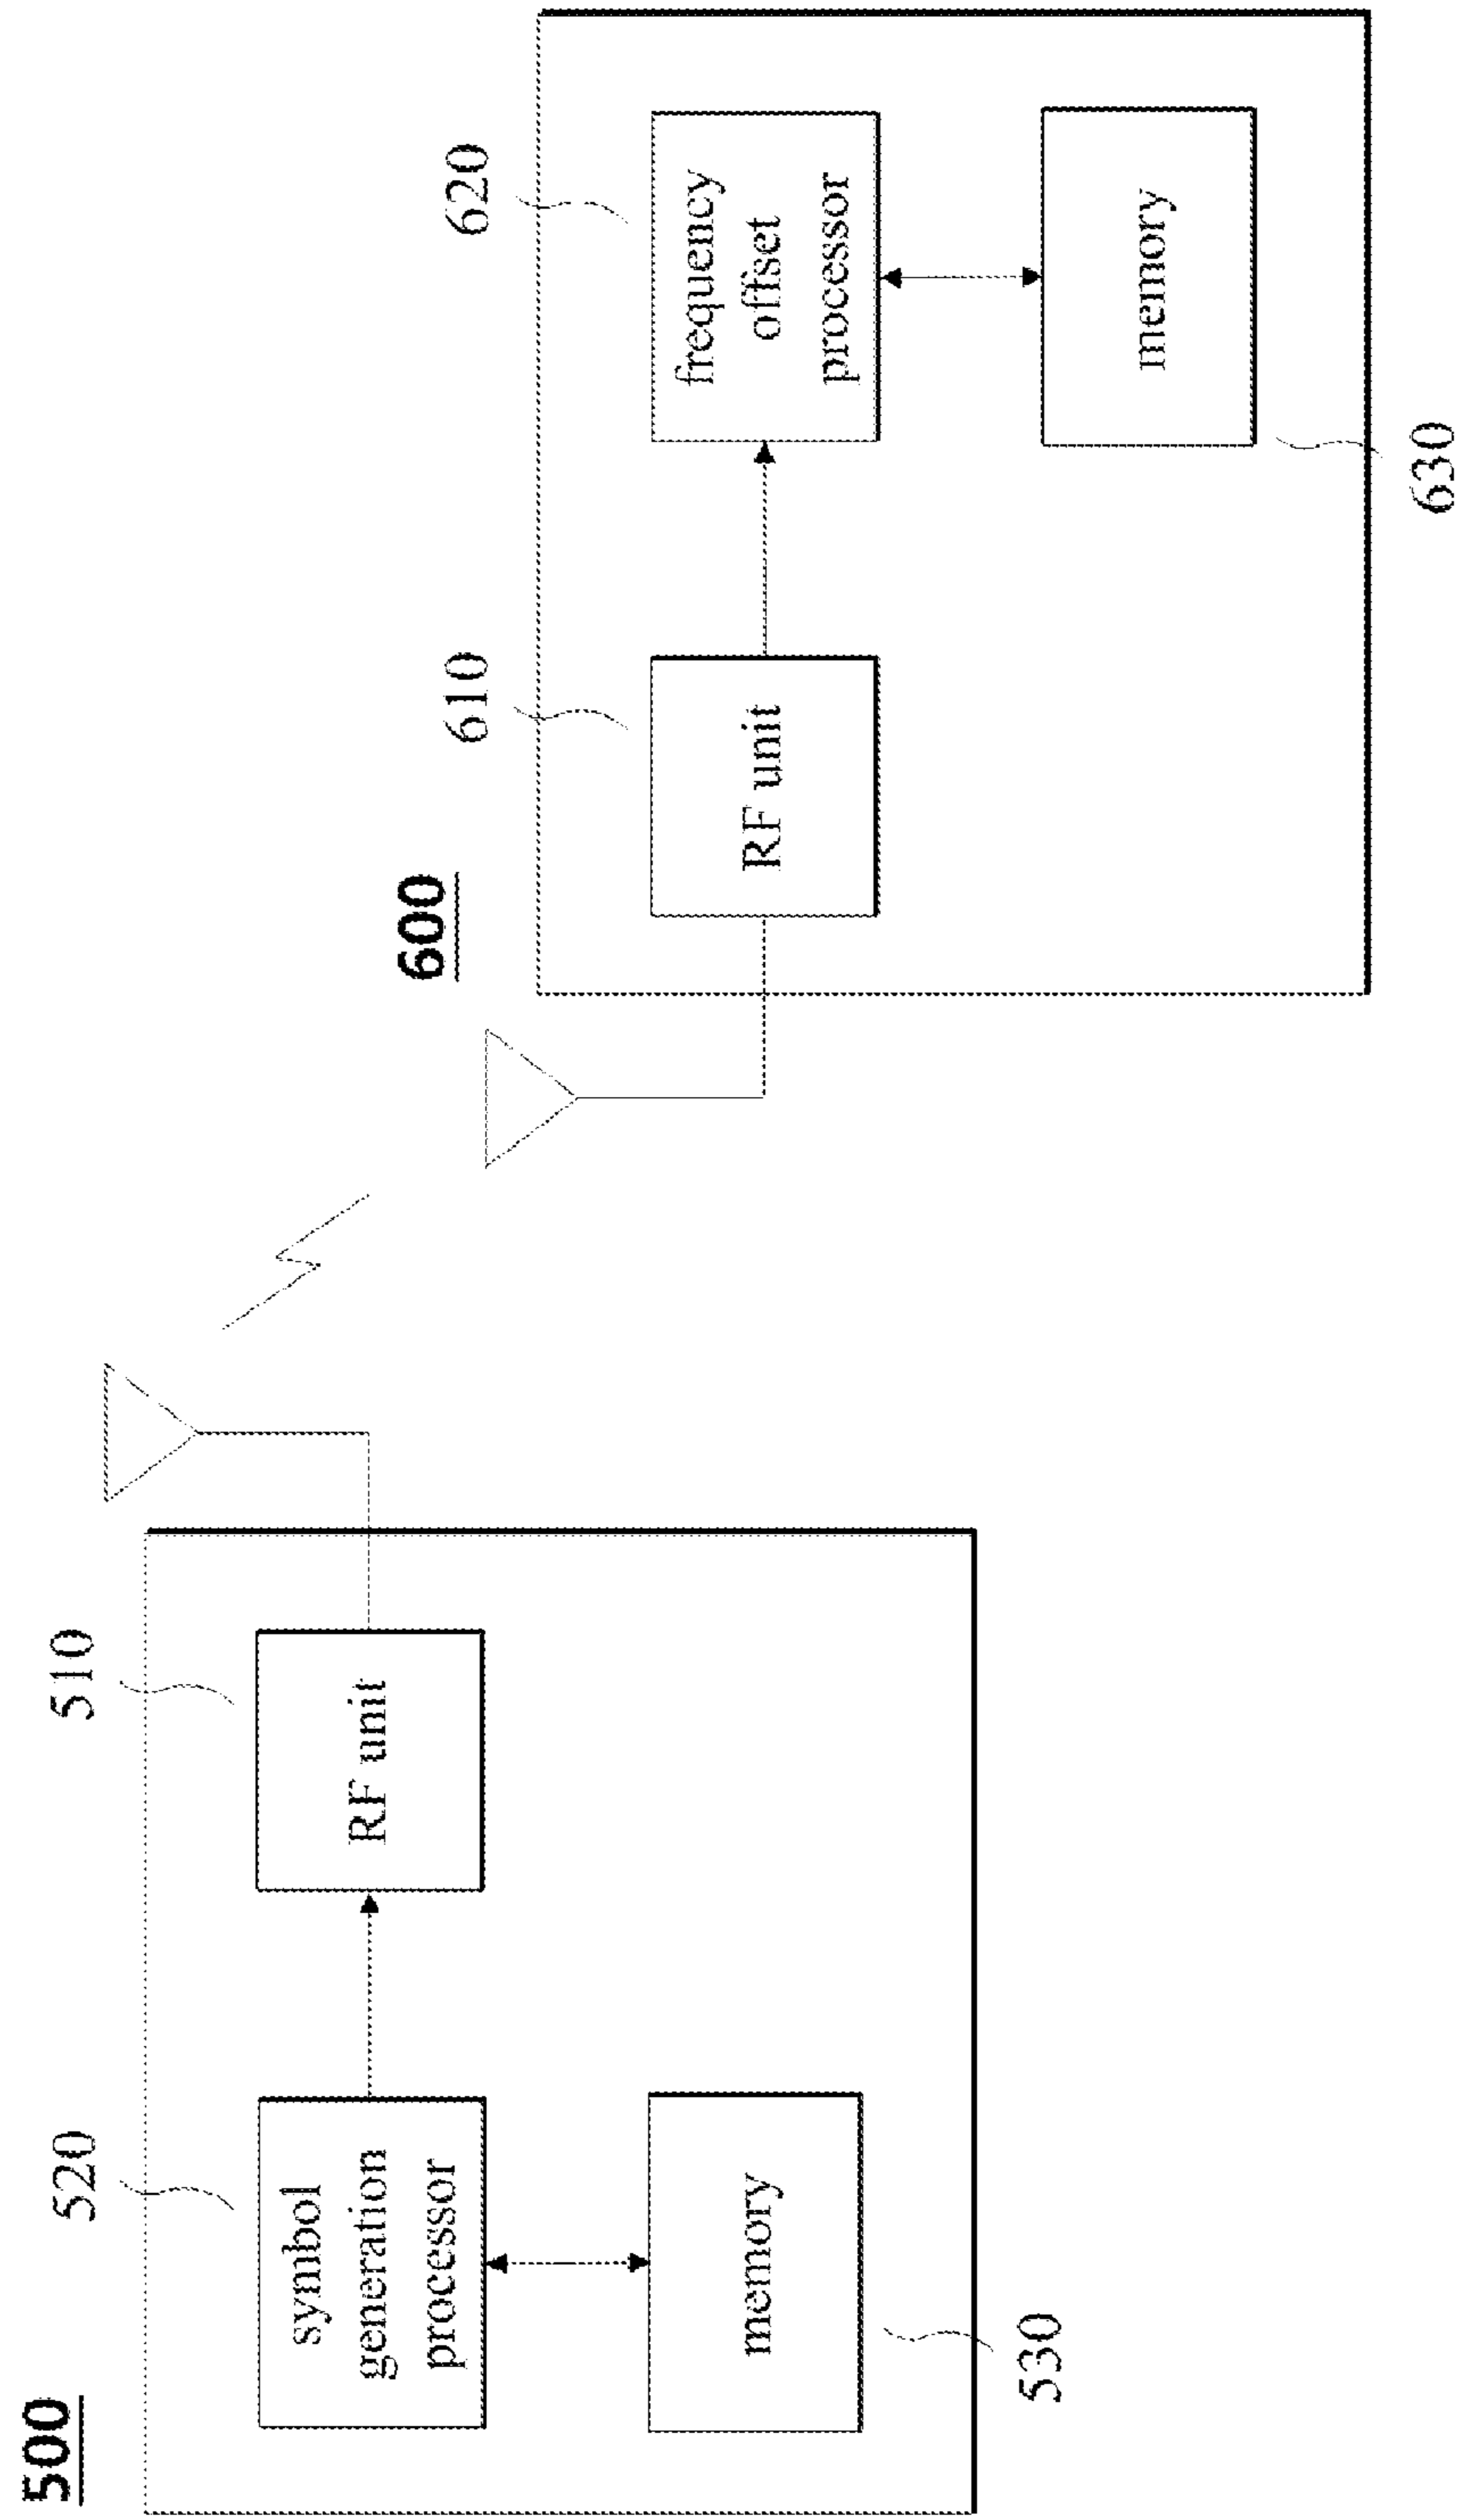 500
520
symbol
generation
processor
510
RF unit
memory
530
600
610
RF unit
620
frequency
offset
processor
memory
630